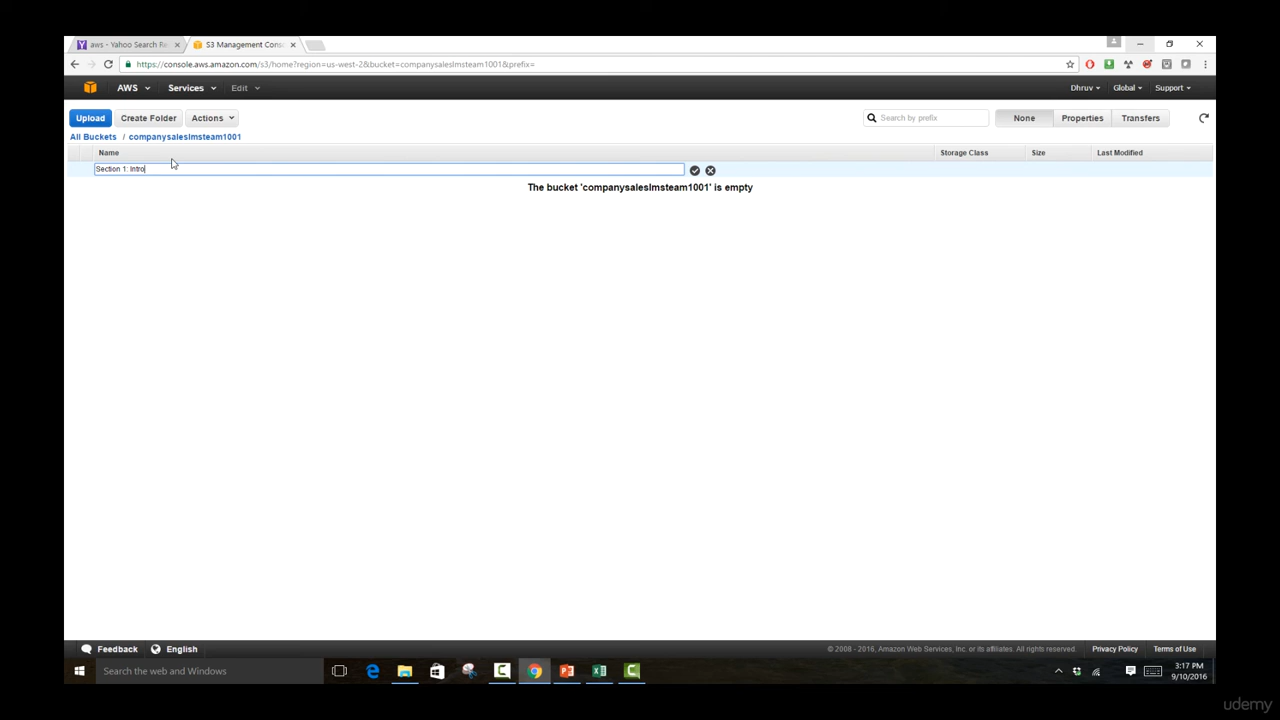 aws - Yahoo Search Re
S3 Management Conso
https://console.aws.amazon.com/s3/home?region=us-west-2&bucket=companysaleslmsteam1001&prefix=
AWS Services Edit Dhruv Global Support
Upload Create Folder Actions Search by prefix None Properties Transfers
All Buckets / companysaleslmsteam1001
Name Storage Class Size Last Modified
Section 1: Intro
The bucket 'companysaleslmsteam1001' is empty
Feedback English © 2008 - 2016, Amazon Web Services, Inc. or its affiliates. All rights reserved. Privacy Policy Terms of Use
Search the web and Windows
3:17 PM
9/10/2016
udemy